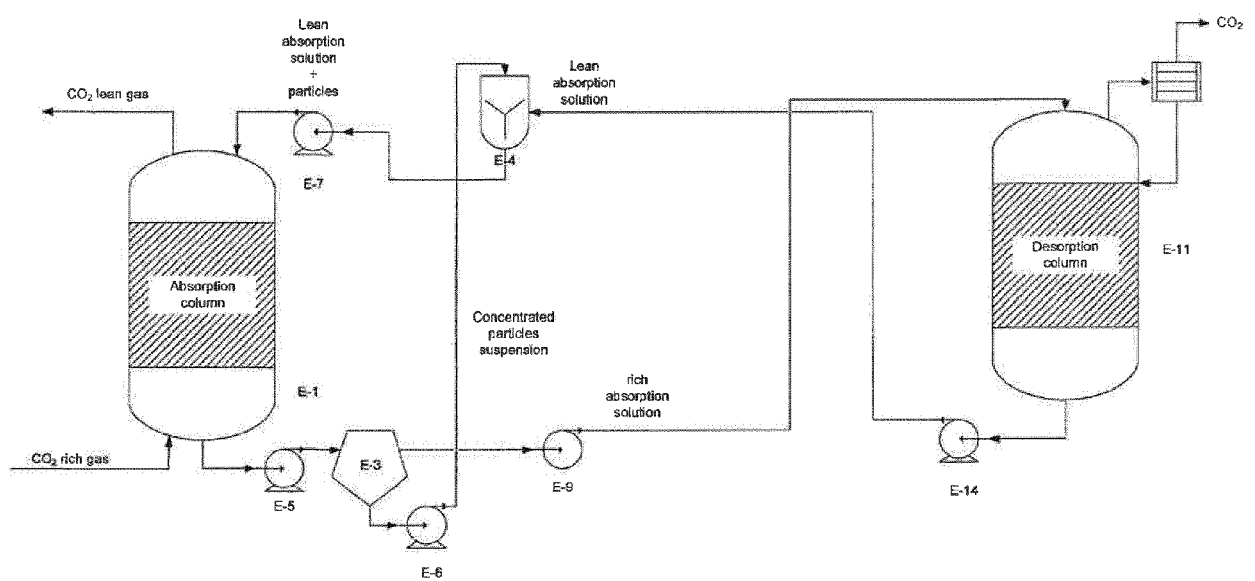 CO2
Lean
absorption
solution
+
particles
Lean
absorption
solution
CO2 lean gas
E-4
E-7
Desorption
column
E-11
Absorption
column
Concentrated
particles
suspension
E-1
rich
absorption
solution
CO2 rich gas
E-3
E-5
E-9
E-14
E-6